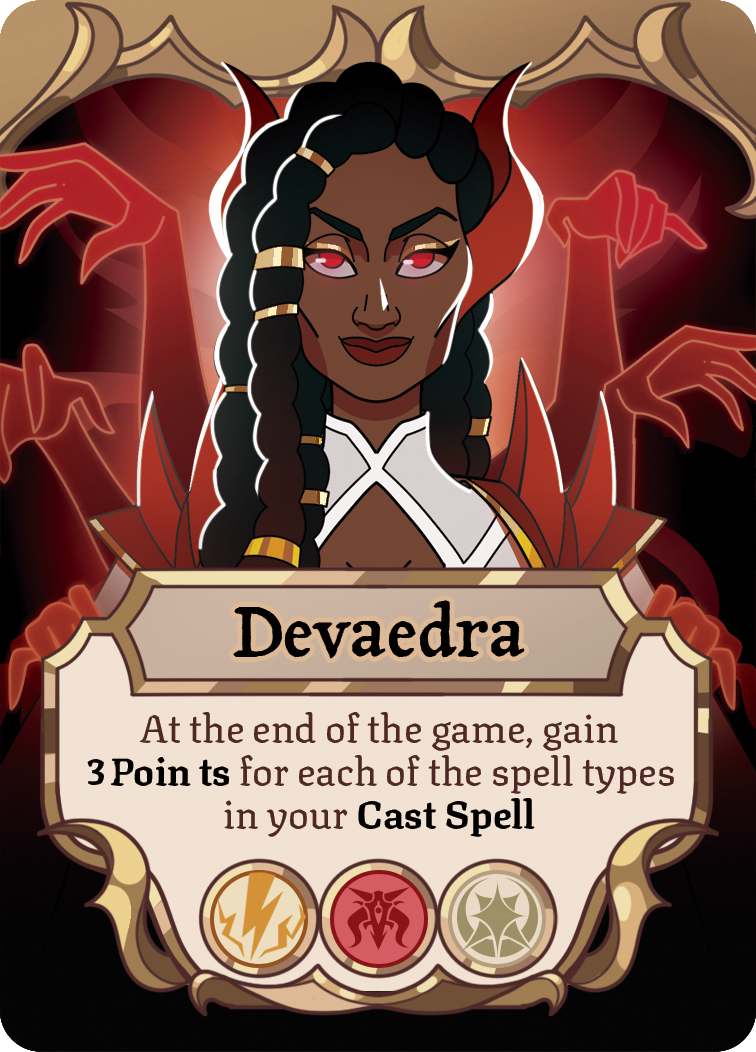 Devaedra
At the end of the game, gain
3 Poin ts for each of the spell types
in your Cast Spell